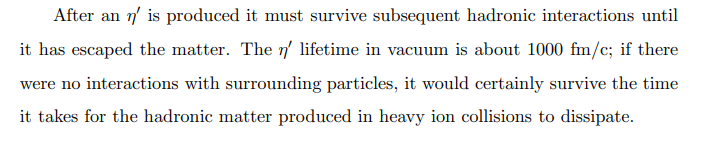 After an η′ is produced it must survive subsequent hadronic interactions until
it has escaped the matter. The η′ lifetime in vacuum is about 1000 fm/c; if there
were no interactions with surrounding particles, it would certainly survive the time
it takes for the hadronic matter produced in heavy ion collisions to dissipate.